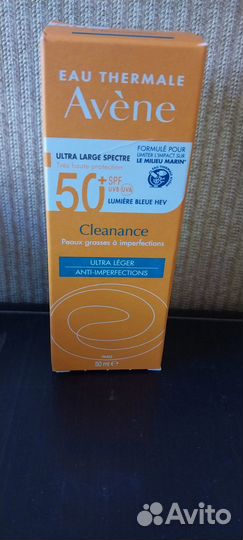 EAU THERMALE
Avène
ULTRA LARGE SPECTRE
Très haute protection
FORMULÉ POUR
LIMITER L'IMPACT SUR
LE MILIEU MARIN*
50+ SPF
UVB-UVA
LUMIÈRE BLEUE HEV
Cleanance
Peaux grasses à imperfections
ULTRA LÉGER
ANTI-IMPERFECTIONS
PARIS
50 ml e
Avito